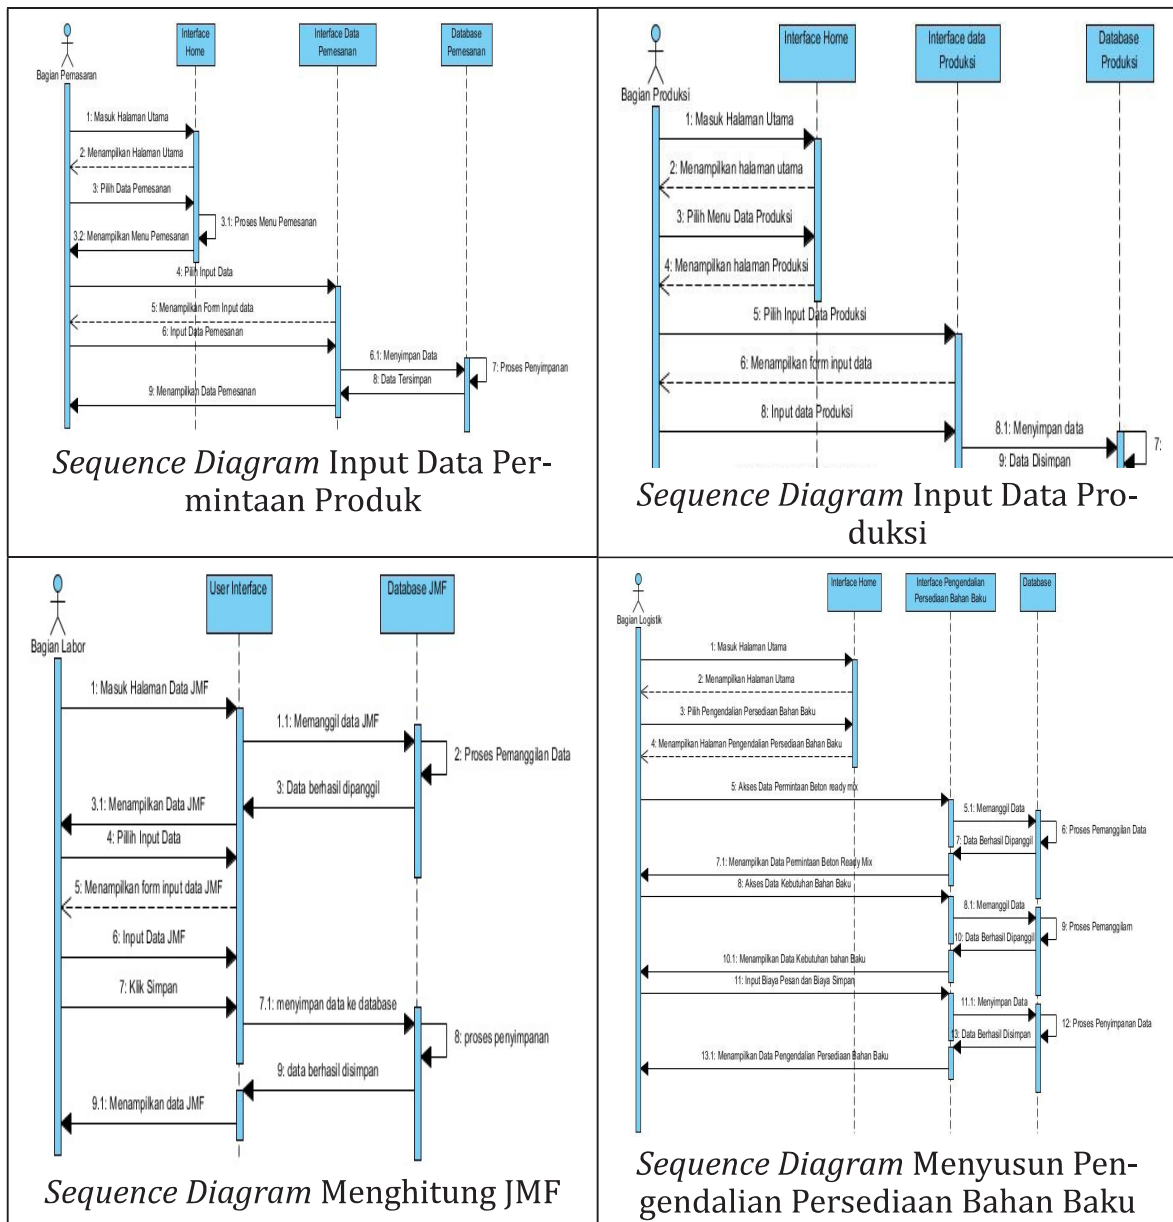 Interface
Home
Interface Data
Pemesanan
Database
Pemesanan
Bagian Pemasaran
1: Masuk Halaman Utama
2: Menampilkan Halaman Utama
3: Pilih Data Pemesanan
3.1: Proses Menu Pemesanan
3.2: Menampilkan Menu Pemesanan
4: Pilih Input Data
5: Menampilkan Form Input data
6: Input Data Pemesanan
6.1: Menyimpan Data
7: Proses Penyimpanan
8: Data Tersimpan
9: Menampilkan Data Pemesanan
Sequence Diagram Input Data Per-
mintaan Produk
Interface Home
Interface data
Produksi
Database
Produksi
Bagian Produksi
1: Masuk Halaman Utama
2: Menampilkan halaman utama
3: Pilih Menu Data Produksi
4: Menampilkan halaman Produksi
5: Pilih Input Data Produksi
6: Menampilkan form input data
8: Input data Produksi
8.1: Menyimpan data
7:
9: Data Disimpan
Sequence Diagram Input Data Pro-
duksi
User Interface
Database JMF
Bagian Labor
1: Masuk Halaman Data JMF
1.1: Memanggil data JMF
2: Proses Pemanggilan Data
3: Data berhasil dipanggil
3.1: Menampilkan Data JMF
4: Pillih Input Data
5: Menampilkan form input data JMF
6: Input Data JMF
7: Klik Simpan
7.1: menyimpan data ke database
8: proses penyimpanan
9: data berhasil disimpan
9.1: Menampilkan data JMF
Sequence Diagram Menghitung JMF
Interface Home
Interface Pengendalian
Persediaan Bahan Baku
Database
Bagian Logistik
1: Masuk Halaman Utama
2: Menampilkan Halaman Utama
3: Pilih Pengendalian Persediaan Bahan Baku
4: Menampilkan Halaman Pengendalian Persediaan Bahan Baku
5: Akses Data Permintaan Beton ready mix
5.1: Memanggil Data
6: Proses Pemanggilan Data
7: Data Berhasil Dipanggil
7.1: Menampilkan Data Permintaan Beton Ready Mix
8: Akses Data Kebutuhan Bahan Baku
8.1: Memanggil Data
9: Proses Pemanggilam
10: Data Berhasil Dipanggil
10.1: Menampilkan Data Kebutuhan bahan Baku
11: Input Biaya Pesan dan Biaya Simpan
11.1: Menyimpan Data
12: Proses Penyimpanan Data
13: Data Berhasil Disimpan
13.1: Menampilkan Data Pengendalian Persediaan Bahan Baku
Sequence Diagram Menyusun Pen-
gendalian Persediaan Bahan Baku